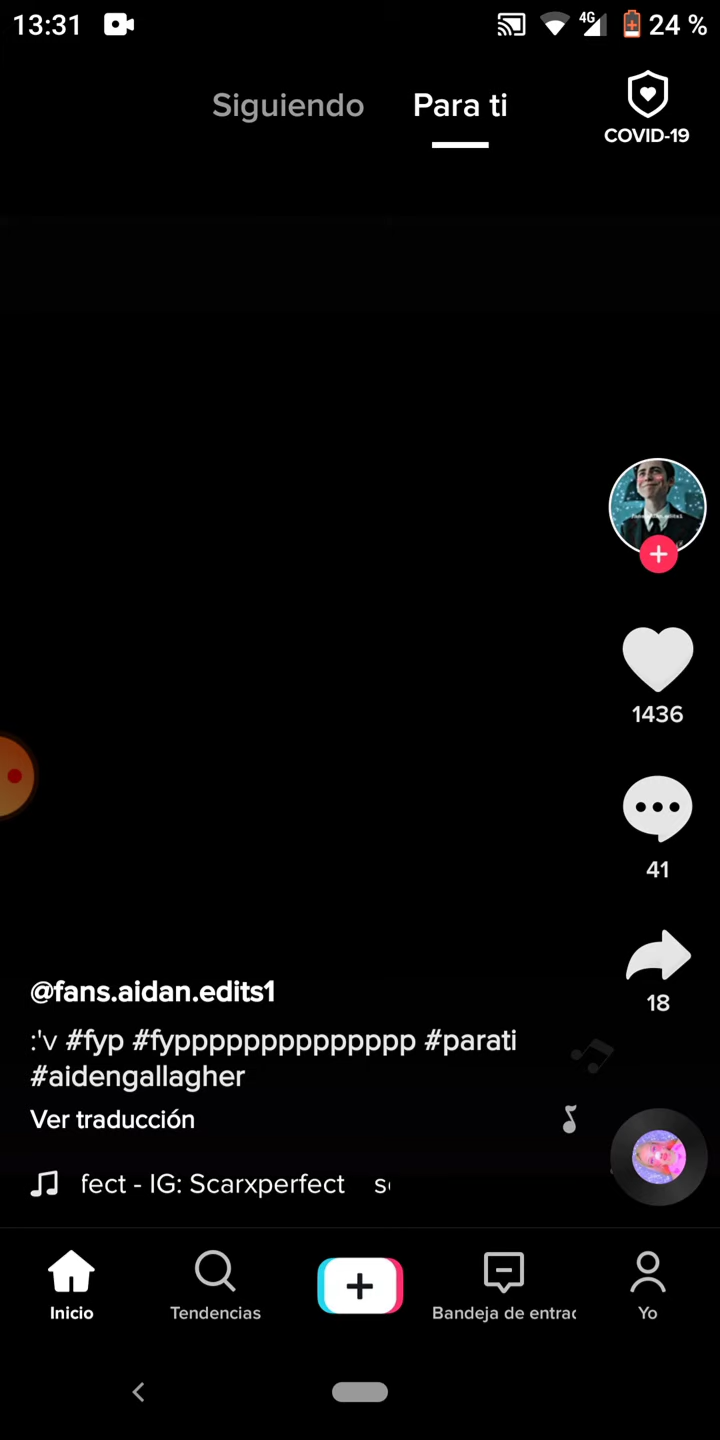 13:31 4G 24 %
Siguiendo Para ti
COVID-19
1436
41
18
@fans.aidan.edits1
:'v #fyp #fypppppppppppppp #parati
#aidengallagher
Ver traducción
fect - IG: Scarxperfect
Inicio Tendencias Bandeja de entrac Yo